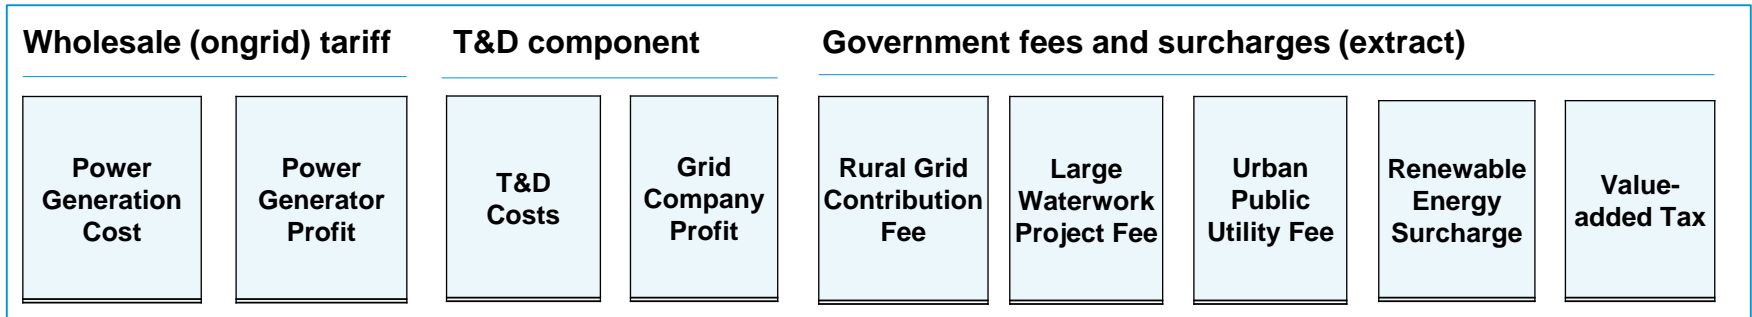 Wholesale (ongrid) tariff
T&D component
Government fees and surcharges (extract)
Power
Generation
Cost
Power
Generator
Profit
T&D
Costs
Grid
Company
Profit
Rural Grid
Contribution
Fee
Large
Waterwork
Project Fee
Urban
Public
Utility Fee
Renewable
Energy
Surcharge
Value-
added Tax